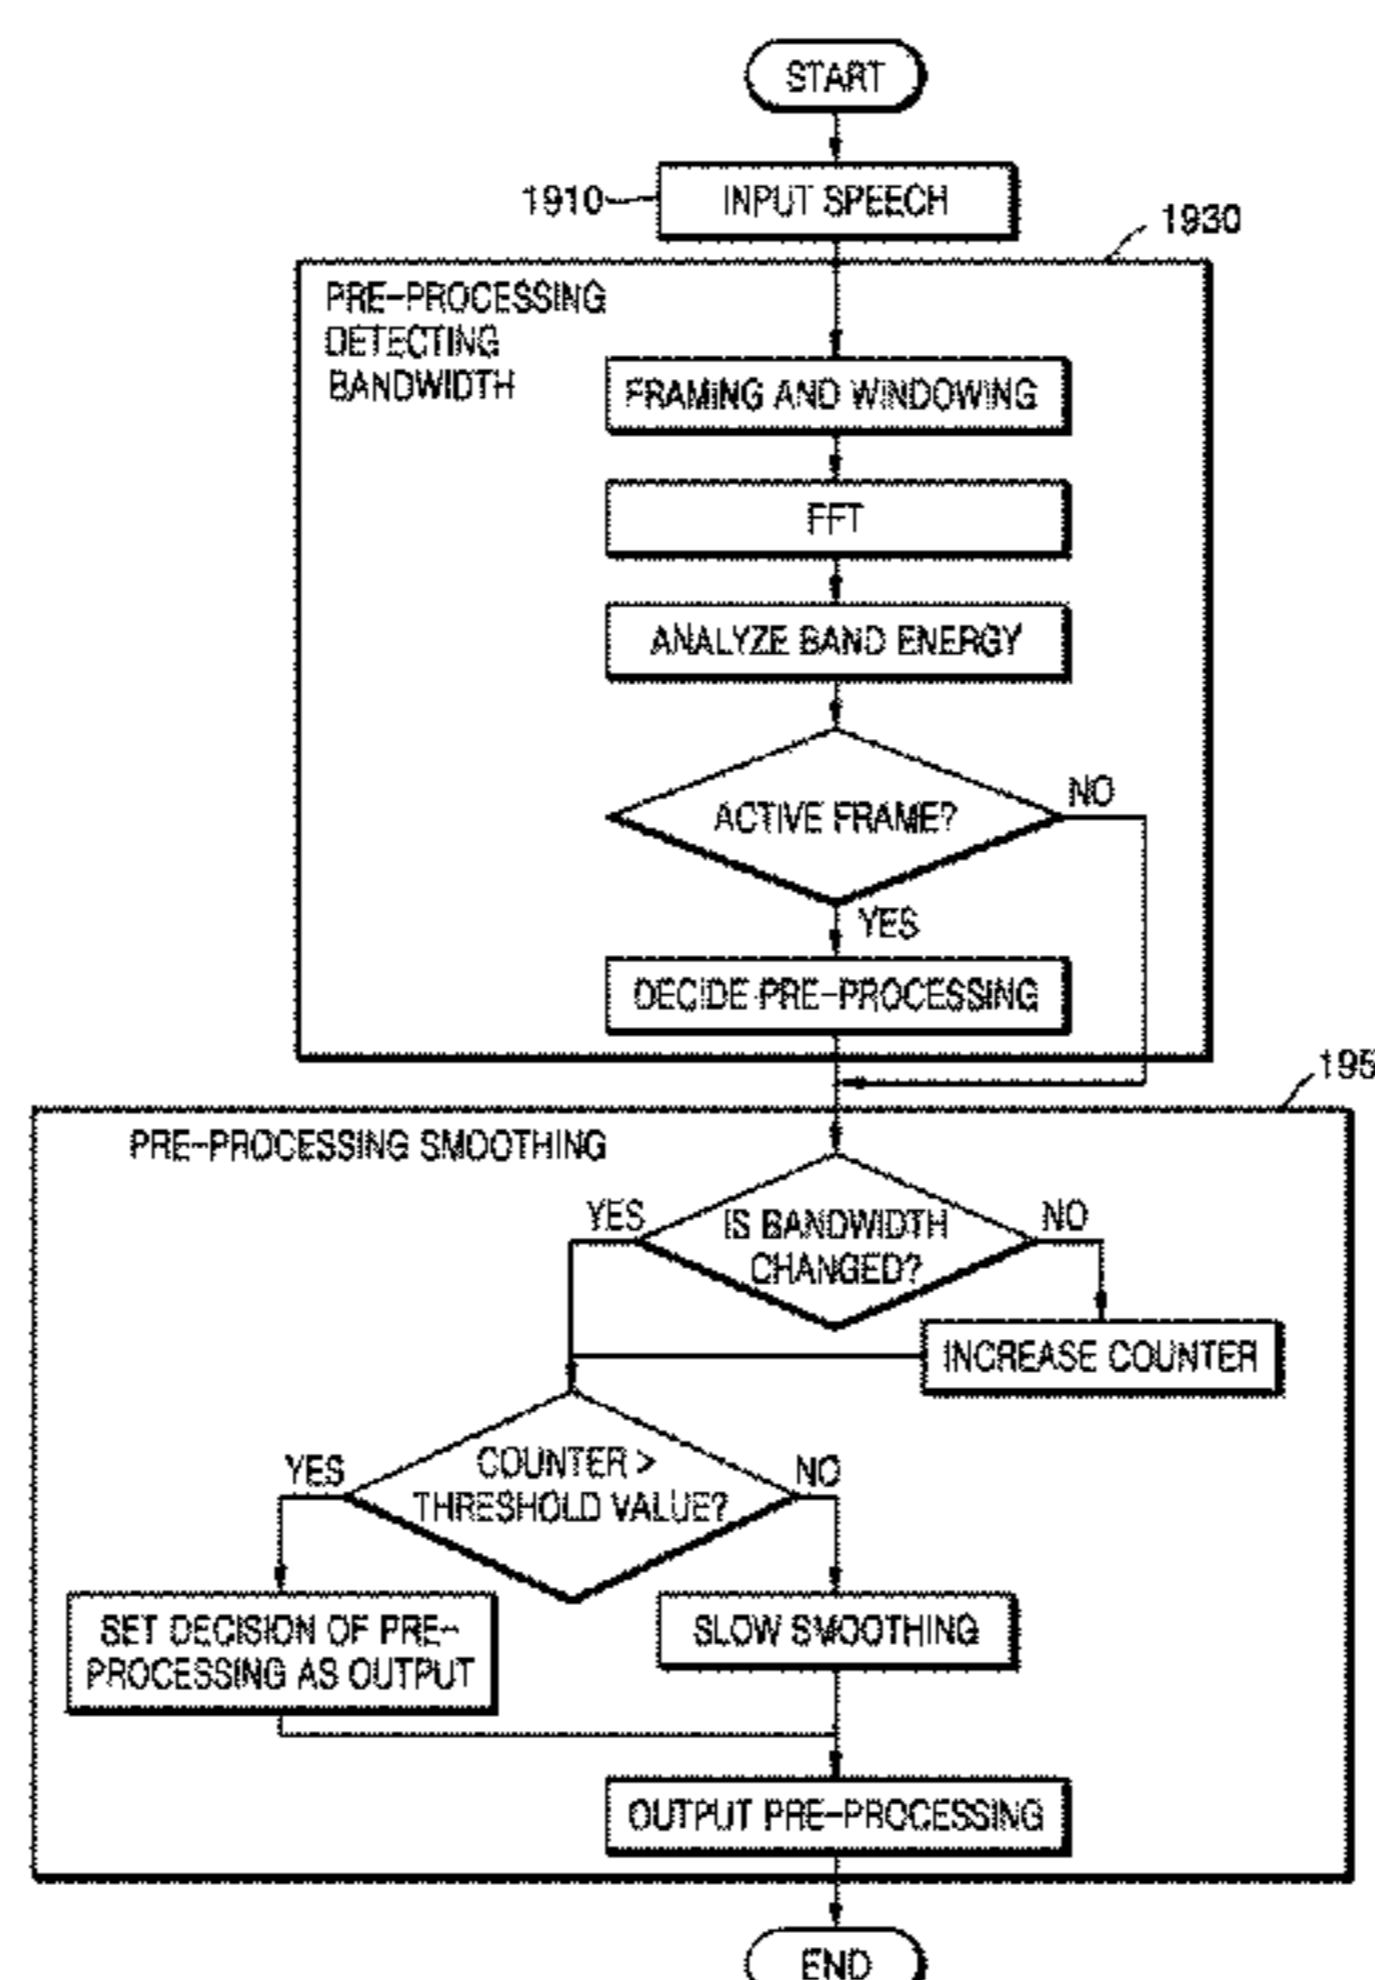 START
1910
INPUT SPEECH
1930
PRE-PROCESSING
DETECTING
BANDWIDTH
FRAMING AND WINDOWING
FFT
ANALYZE BAND ENERGY
ACTIVE FRAME?
NO
YES
DECIDE PRE-PROCESSING
195
PRE-PROCESSING SMOOTHING
YES
IS BANDWIDTH
CHANGED?
NO
INCREASE COUNTER
YES
COUNTER >
THRESHOLD VALUE?
NO
SET DECISION OF PRE-
PROCESSING AS OUTPUT
SLOW SMOOTHING
OUTPUT PRE-PROCESSING
END